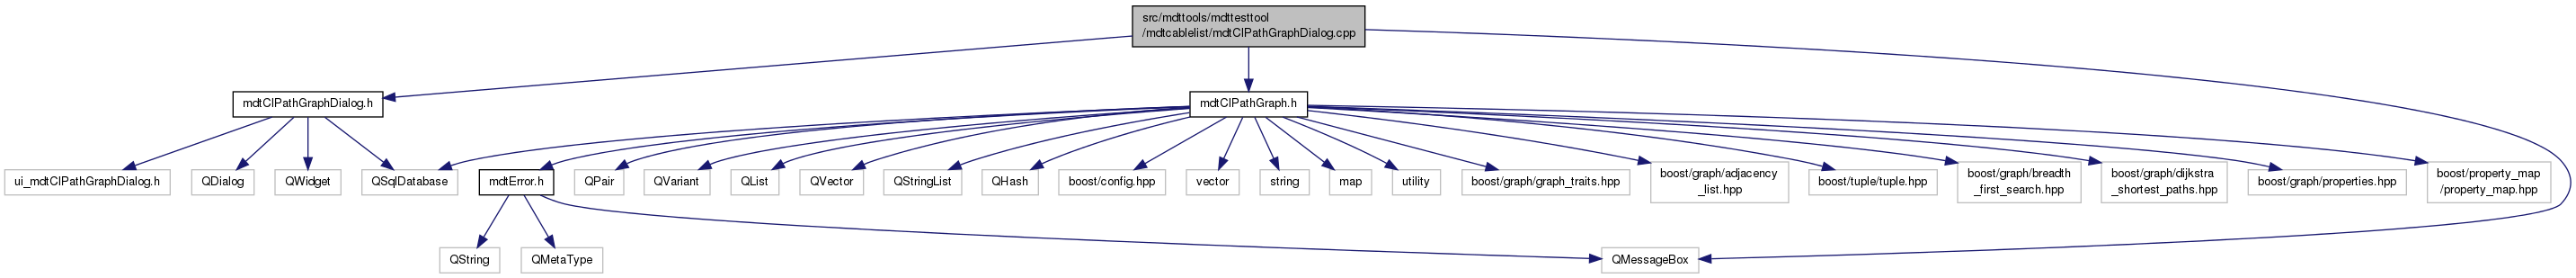 src/mdttools/mdttesttool
/mdtcablelist/mdtClPathGraphDialog.cpp
mdtClPathGraphDialog.h
mdtClPathGraph.h
ui_mdtClPathGraphDialog.h
QDialog
QWidget
QSqlDatabase
mdtError.h
QPair
QVariant
QList
QVector
QStringList
QHash
boost/config.hpp
vector
string
map
utility
boost/graph/graph_traits.hpp
boost/graph/adjacency
_list.hpp
boost/tuple/tuple.hpp
boost/graph/breadth
_first_search.hpp
boost/graph/dijkstra
_shortest_paths.hpp
boost/graph/properties.hpp
boost/property_map
/property_map.hpp
QString
QMetaType
QMessageBox